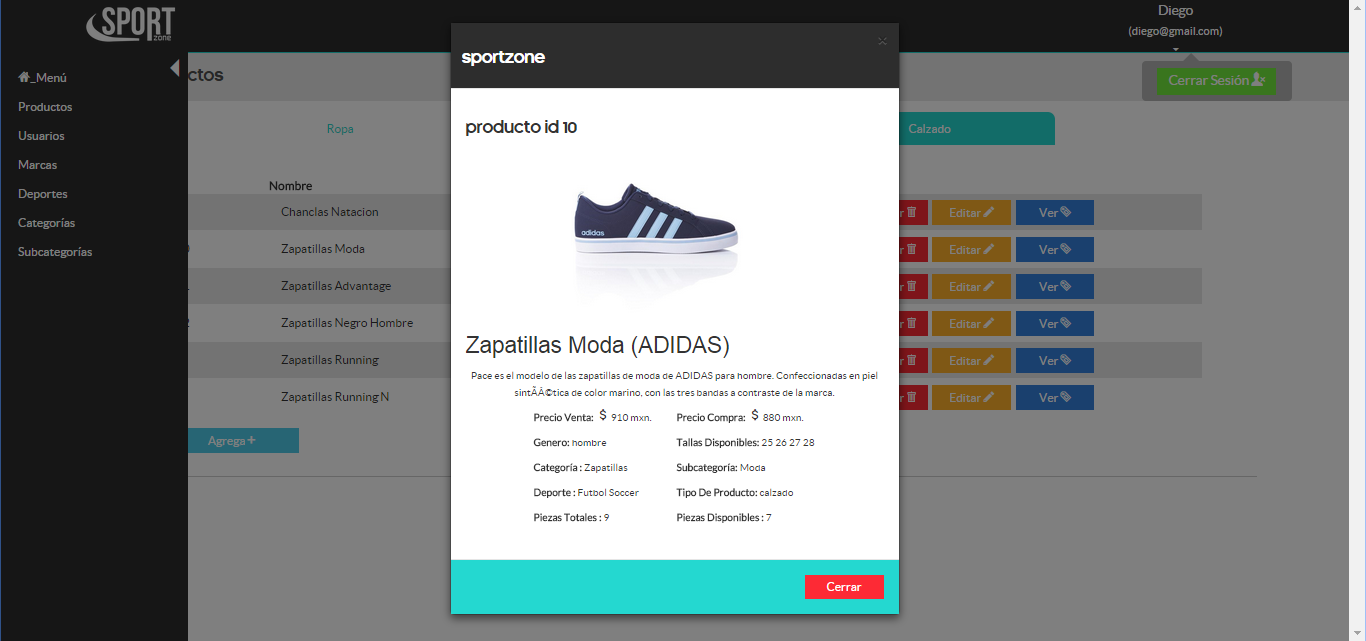 SPORT
zone
Diego
(diego@gmail.com)
Cerrar Sesión
_Menú
Productos
Usuarios
Marcas
Deportes
Categorías
Subcategorías
ctos
Ropa
Calzado
Nombre
Chanclas Natacion
r Editar Ver
Zapatillas Moda
r Editar Ver
Zapatillas Advantage
r Editar Ver
Zapatillas Negro Hombre
r Editar Ver
Zapatillas Running
r Editar Ver
Zapatillas Running N
r Editar Ver
Agrega+
sportzone
×
producto id 10
adidas
Zapatillas Moda (ADIDAS)
Pace es el modelo de las zapatillas de moda de ADIDAS para hombre. Confeccionadas en piel
sintÃÂ©tica de color marino, con las tres bandas a contraste de la marca.
Precio Venta: $ 910 mxn. Precio Compra: $ 880 mxn.
Genero: hombre Tallas Disponibles: 25 26 27 28
Categoría : Zapatillas Subcategoría: Moda
Deporte : Futbol Soccer Tipo De Producto: calzado
Piezas Totales : 9 Piezas Disponibles : 7
Cerrar